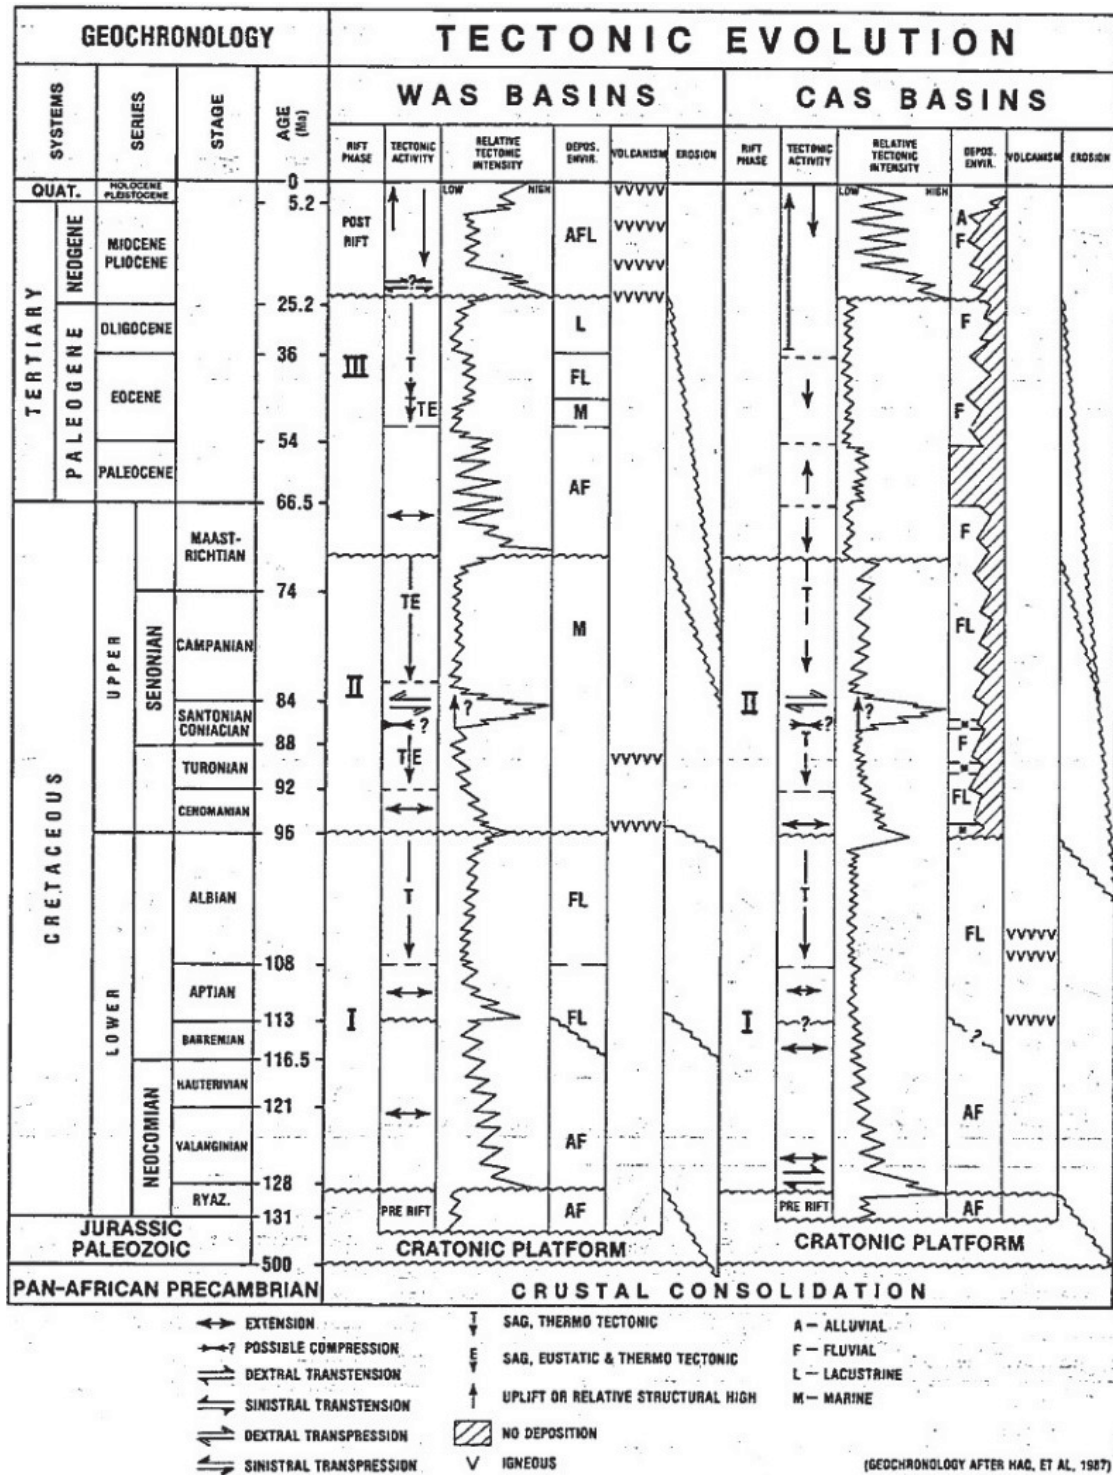 GEOCHRONOLOGY
TECTONIC EVOLUTION
WAS BASINS
CAS BASINS
SYSTEMS
SERIES
STAGE
AGE
(Ma)
RIFT PHASE
TECTONIC ACTIVITY
RELATIVE TECTONIC INTENSITY
DEPOS. ENVIR.
VOLCANISM
EROSION
RIFT PHASE
TECTONIC ACTIVITY
RELATIVE TECTONIC INTENSITY
DEPOS. ENVIR.
VOLCANISM
EROSION
QUAT.
HOLOCENE
PLEISTOCENE
TERTIARY
NEOGENE
MIOCENE
PLIOCENE
PALEOGENE
OLIGOCENE
EOCENE
PALEOCENE
CRETACEOUS
UPPER
SENONIAN
MAAST-
RICHTIAN
CAMPANIAN
SANTONIAN
CONIACIAN
TURONIAN
CENOMANIAN
LOWER
ALBIAN
APTIAN
BARREMIAN
NEOCOMIAN
HAUTERIVIAN
VALANGINIAN
RYAZ.
JURASSIC
PALEOZOIC
PAN-AFRICAN PRECAMBRIAN
0
5.2
25.2
36
54
66.5
74
84
88
92
96
108
113
116.5
121
128
131
500
POST
RIFT
III
II
I
?
T
TE
TE
?
?
TE
T
PRE RIFT
LOW
HIGH
AFL
L
FL
M
AF
M
FL
FL
AF
AF
VVVVV
VVVVV
VVVVV
VVVVV
VVVVV
VVVVV
CRATONIC PLATFORM
II
I
T
?
?
T
T
?
PRE RIFT
LOW
HIGH
A
F
F
F
F
FL
M
F
M
FL
M
FL
?
AF
AF
VVVVV
VVVVV
VVVVV
CRATONIC PLATFORM
CRUSTAL CONSOLIDATION
EXTENSION
? POSSIBLE COMPRESSION
DEXTRAL TRANSTENSION
SINISTRAL TRANSTENSION
DEXTRAL TRANSPRESSION
SINISTRAL TRANSPRESSION
T SAG, THERMO TECTONIC
E SAG, EUSTATIC & THERMO TECTONIC
UPLIFT OR RELATIVE STRUCTURAL HIGH
NO DEPOSITION
V IGNEOUS
A – ALLUVIAL
F – FLUVIAL
L – LACUSTRINE
M – MARINE
(GEOCHRONOLOGY AFTER HAQ, ET AL, 1987)